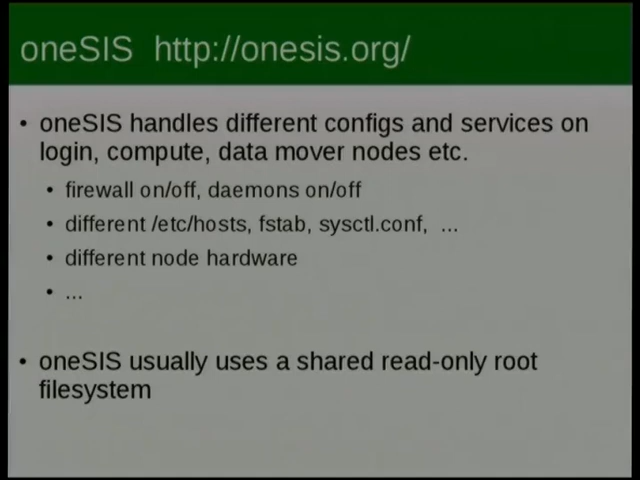 oneSIS  http://onesis.org/
• oneSIS handles different configs and services on
login, compute, data mover nodes etc.
• firewall on/off, daemons on/off
• different /etc/hosts, fstab, sysctl.conf,  ...
• different node hardware
• ...
• oneSIS usually uses a shared read-only root
filesystem